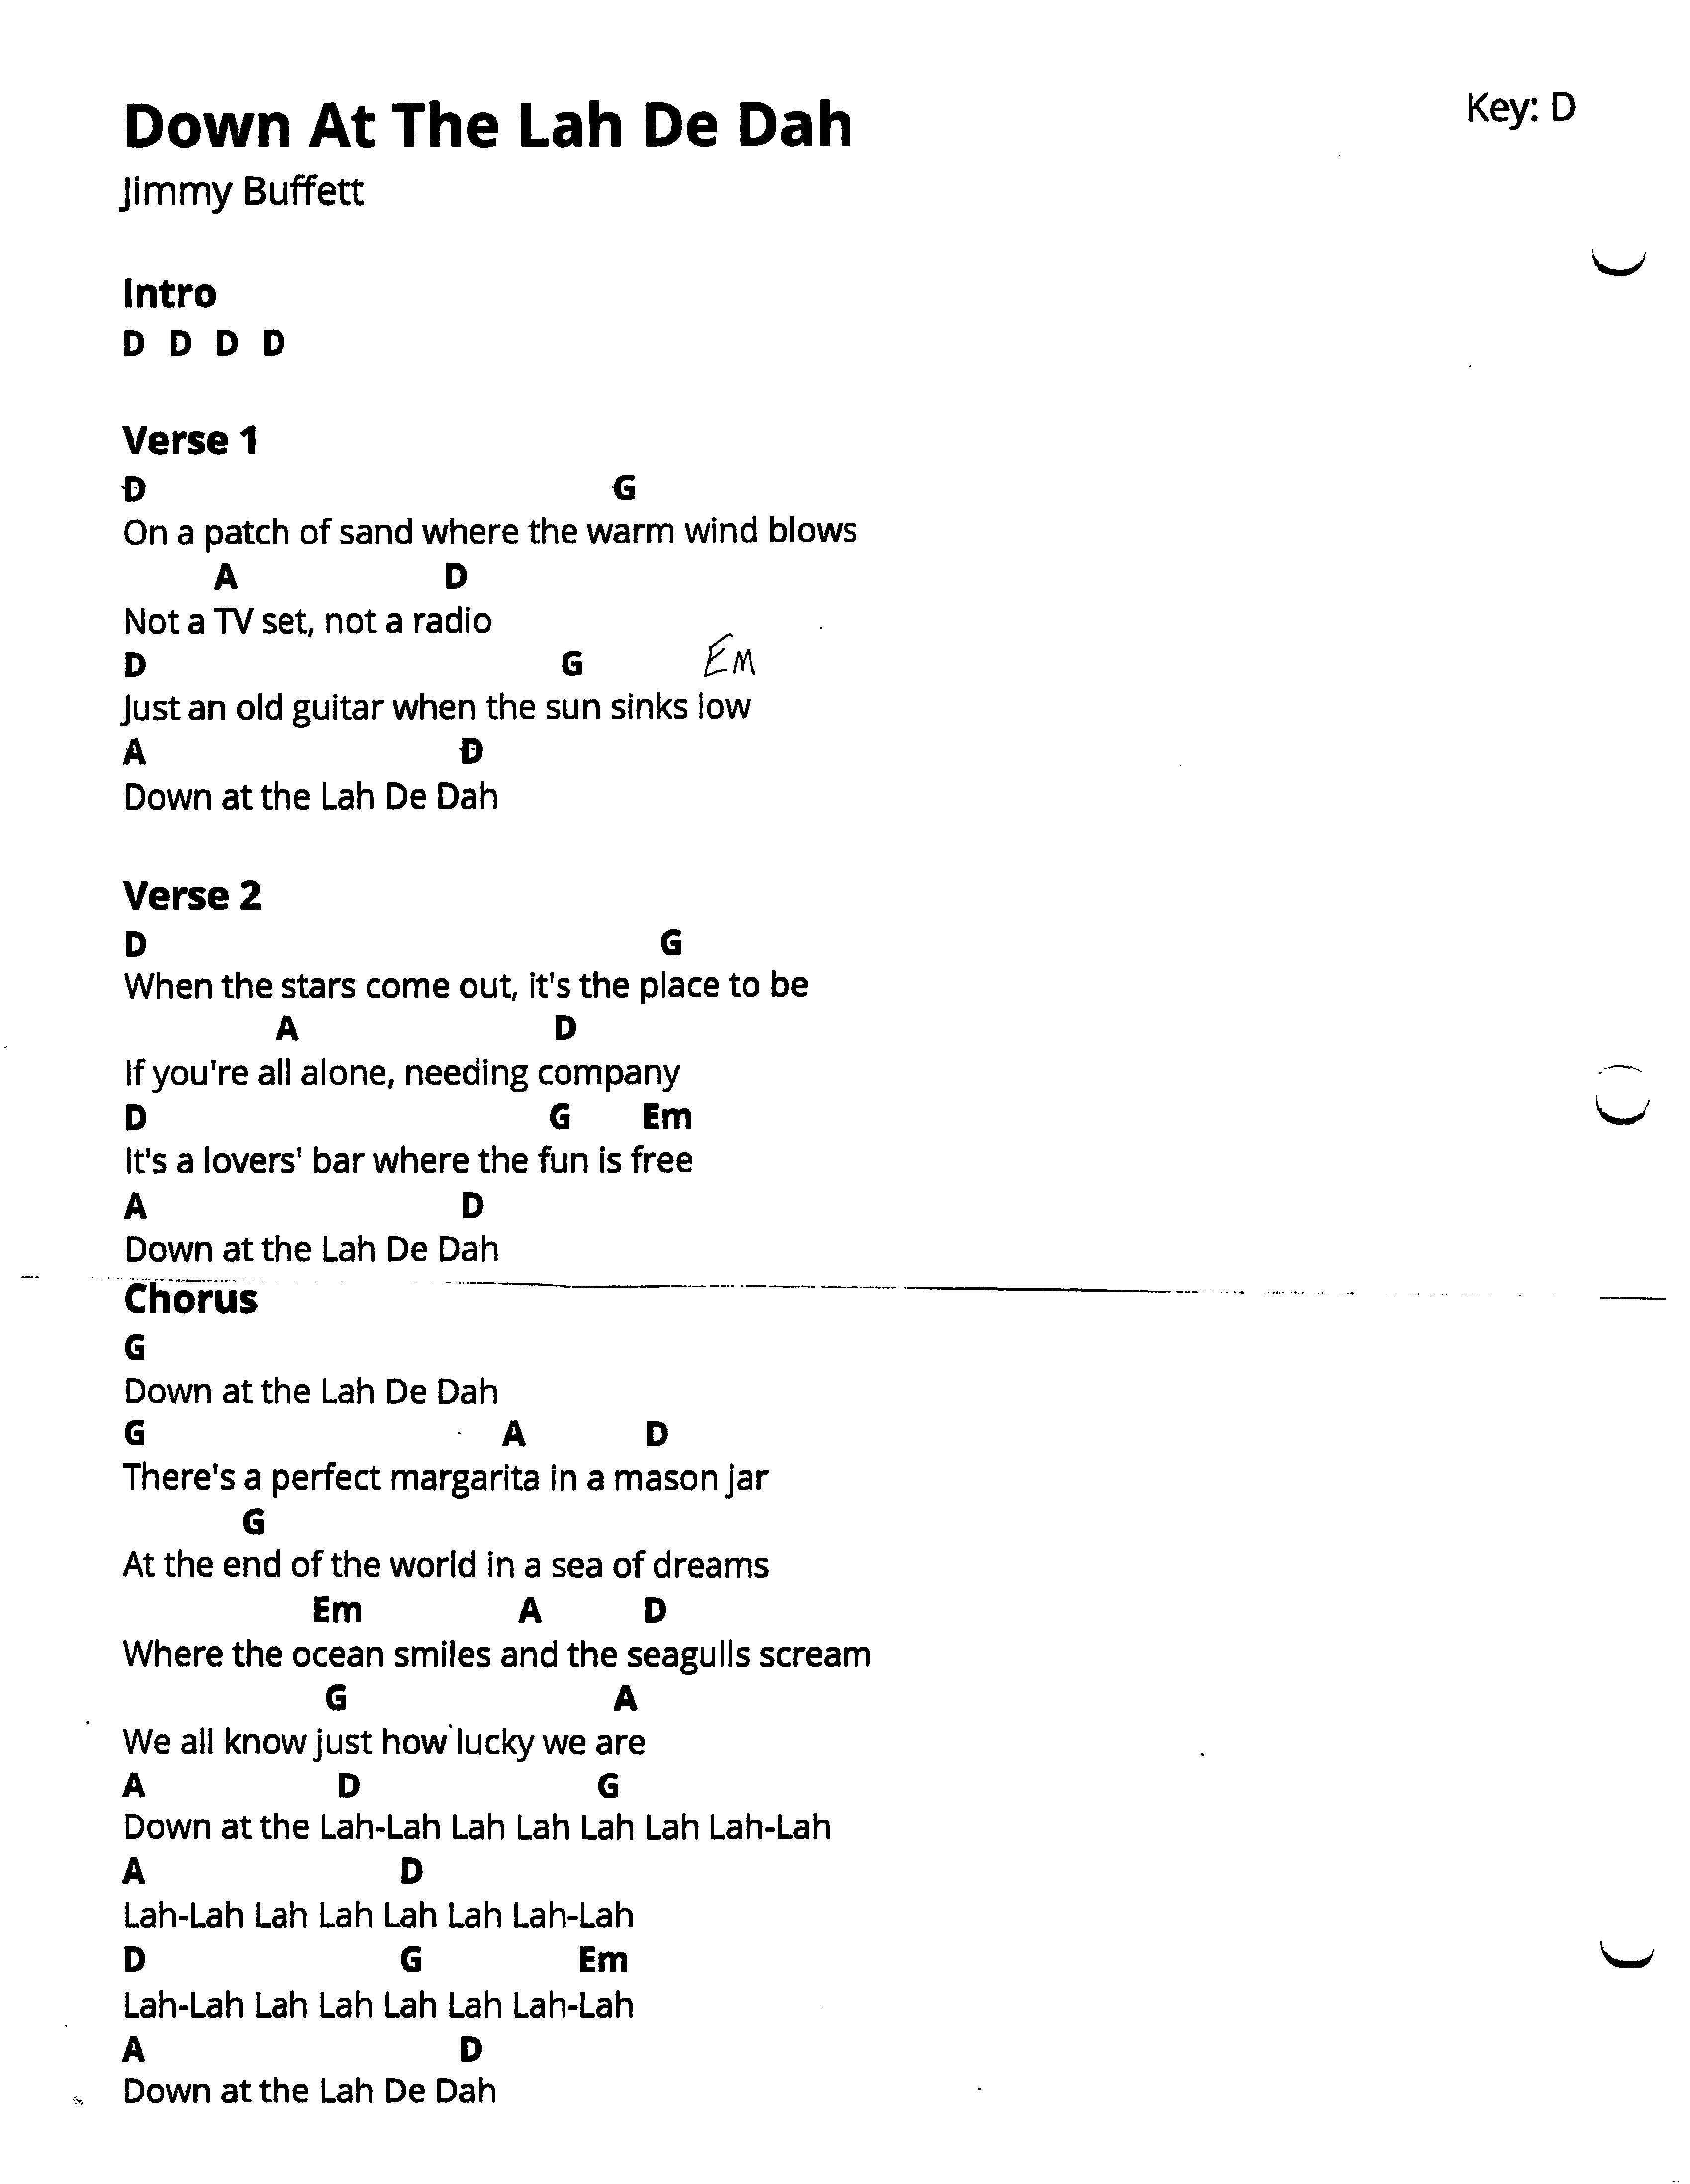 Down At The Lah De Dah
Key: D
Jimmy Buffett
Intro
D D D D
Verse 1
D G
On a patch of sand where the warm wind blows
A D
Not a TV set, not a radio
D G Em
Just an old guitar when the sun sinks low
A D
Down at the Lah De Dah
Verse 2
D G
When the stars come out, it's the place to be
A D
If you're all alone, needing company
D G Em
It's a lovers' bar where the fun is free
A D
Down at the Lah De Dah
Chorus
G
Down at the Lah De Dah
G A D
There's a perfect margarita in a mason jar
G
At the end of the world in a sea of dreams
Em A D
Where the ocean smiles and the seagulls scream
G A
We all know just how lucky we are
A D G
Down at the Lah-Lah Lah Lah Lah Lah Lah-Lah
A D
Lah-Lah Lah Lah Lah Lah Lah-Lah
D G Em
Lah-Lah Lah Lah Lah Lah Lah-Lah
A D
Down at the Lah De Dah